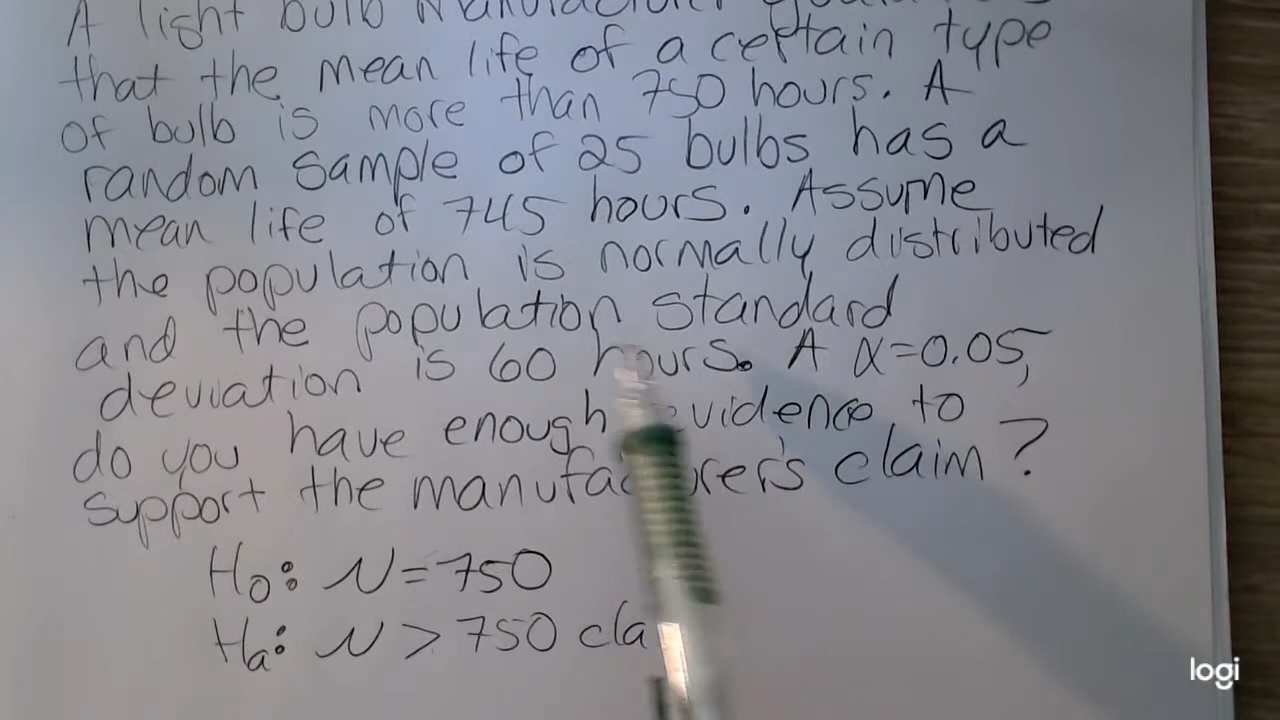 A light bulb
that the mean life of a certain type
of bulb is more than 750 hours. A
random sample of 25 bulbs has a
mean life of 745 hours. Assume
the population is normally distributed
and the population standard
deviation is 60 hours. A α=0.05,
do you have enough evidence to
support the manufacturer's claim?
H0: μ=750
Ha: μ > 750 cla
logi